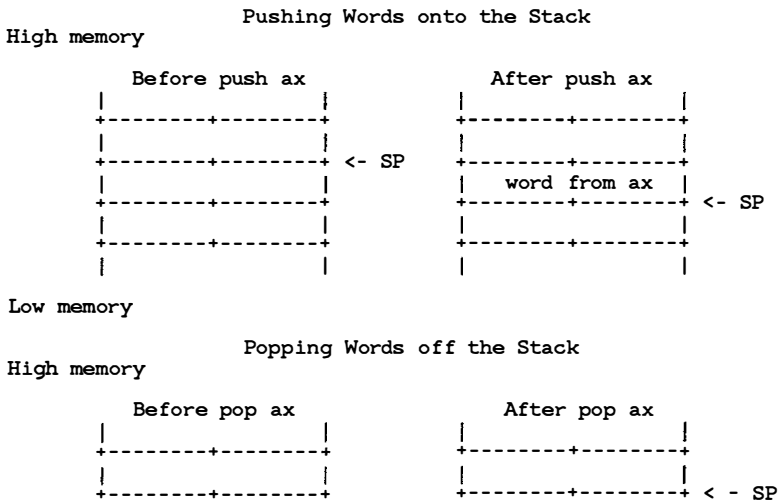 Pushing Words onto the Stack
High memory
Before push ax After push ax
| | | |
+--------+--------+ +--------+--------+
| | | |
+--------+--------+ <- SP +--------+--------+
| | | word from ax |
+--------+--------+ +--------+--------+ <- SP
| | | |
+--------+--------+ +--------+--------+
| | | |
Low memory
Popping Words off the Stack
High memory
Before pop ax After pop ax
| | | |
+--------+--------+ +--------+--------+
| | | |
+--------+--------+ +--------+--------+ < - SP